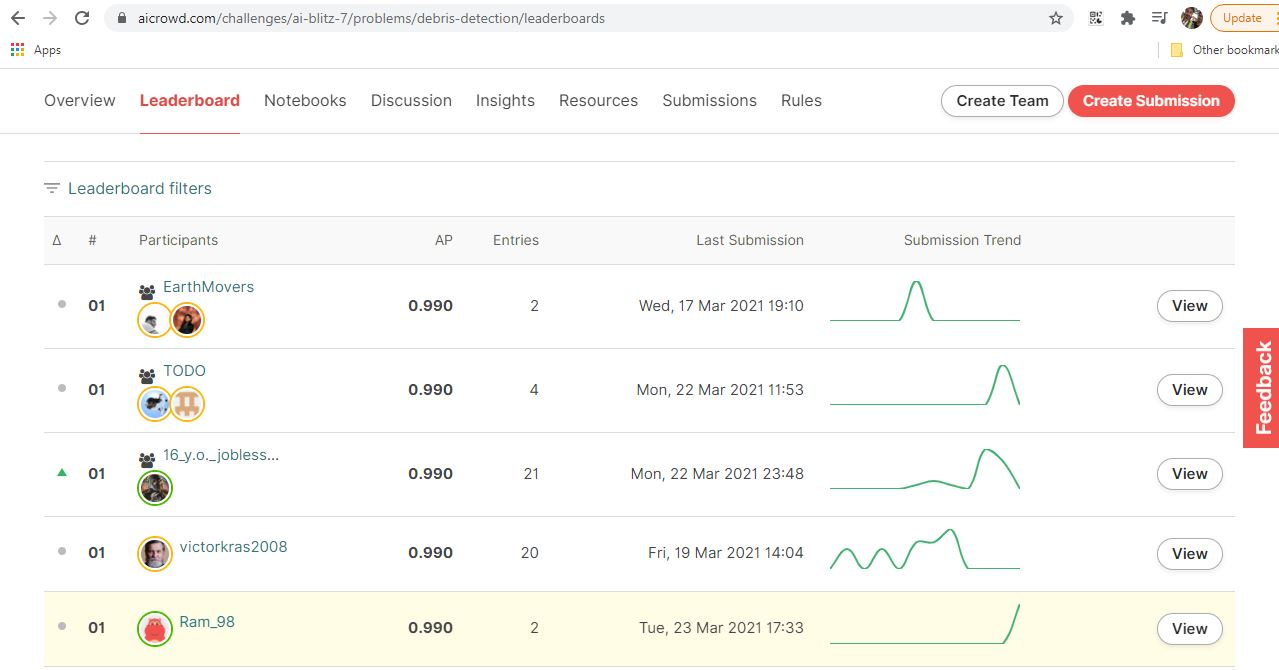 aicrowd.com/challenges/ai-blitz-7/problems/debris-detection/leaderboards
Update
Apps
Other bookmark
Overview Leaderboard Notebooks Discussion Insights Resources Submissions Rules Create Team Create Submission
Leaderboard filters
Δ # Participants AP Entries Last Submission Submission Trend
EarthMovers
01 0.990 2 Wed, 17 Mar 2021 19:10 View
TODO
01 0.990 4 Mon, 22 Mar 2021 11:53 View
Feedback
16_y.o._jobless...
01 0.990 21 Mon, 22 Mar 2021 23:48 View
01 victorkras2008 0.990 20 Fri, 19 Mar 2021 14:04 View
01 Ram_98 0.990 2 Tue, 23 Mar 2021 17:33 View